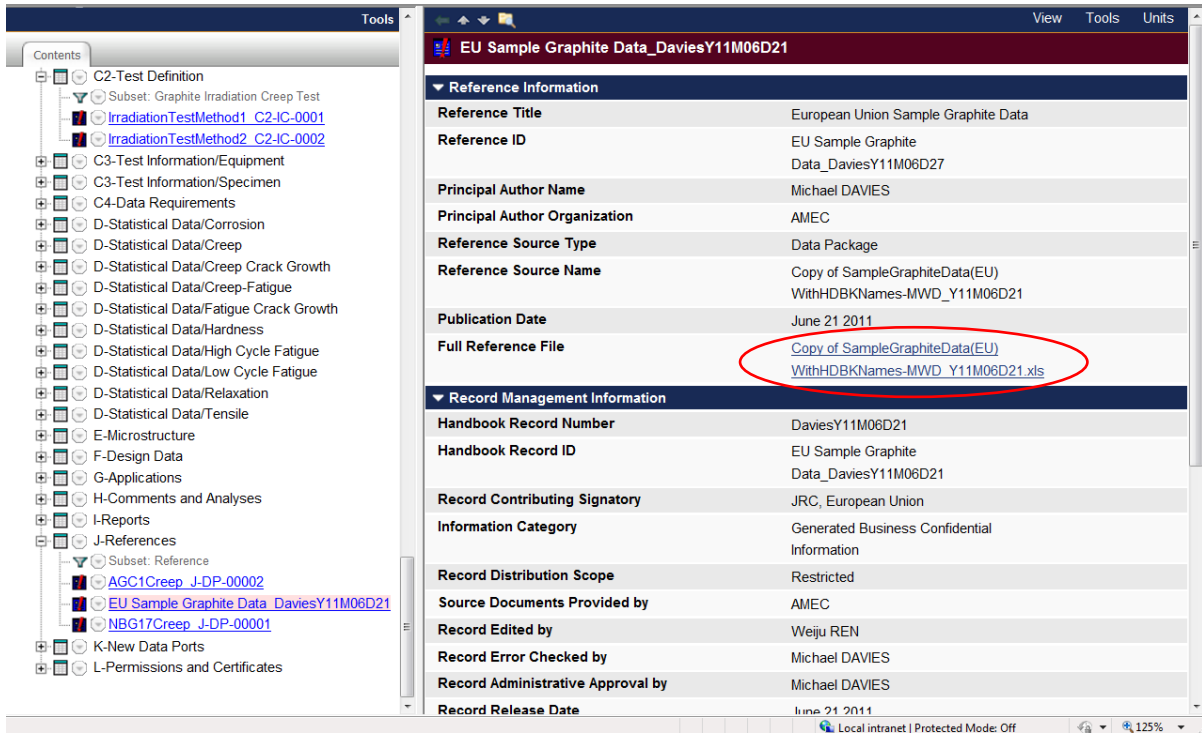 Tools
Contents
C2-Test Definition
Subset: Graphite Irradiation Creep Test
IrradiationTestMethod1_C2-IC-0001
IrradiationTestMethod2_C2-IC-0002
C3-Test Information/Equipment
C3-Test Information/Specimen
C4-Data Requirements
D-Statistical Data/Corrosion
D-Statistical Data/Creep
D-Statistical Data/Creep Crack Growth
D-Statistical Data/Creep-Fatigue
D-Statistical Data/Fatigue Crack Growth
D-Statistical Data/Hardness
D-Statistical Data/High Cycle Fatigue
D-Statistical Data/Low Cycle Fatigue
D-Statistical Data/Relaxation
D-Statistical Data/Tensile
E-Microstructure
F-Design Data
G-Applications
H-Comments and Analyses
I-Reports
J-References
Subset: Reference
AGC1Creep_J-DP-00002
EU Sample Graphite Data_DaviesY11M06D21
NBG17Creep_J-DP-00001
K-New Data Ports
L-Permissions and Certificates
View Tools Units
EU Sample Graphite Data_DaviesY11M06D21
Reference Information
Reference Title European Union Sample Graphite Data
Reference ID EU Sample Graphite
Data_DaviesY11M06D27
Principal Author Name Michael DAVIES
Principal Author Organization AMEC
Reference Source Type Data Package
Reference Source Name Copy of SampleGraphiteData(EU)
WithHDBKNames-MWD_Y11M06D21
Publication Date June 21 2011
Full Reference File Copy of SampleGraphiteData(EU)
WithHDBKNames-MWD_Y11M06D21.xls
Record Management Information
Handbook Record Number DaviesY11M06D21
Handbook Record ID EU Sample Graphite
Data_DaviesY11M06D21
Record Contributing Signatory JRC, European Union
Information Category Generated Business Confidential
Information
Record Distribution Scope Restricted
Source Documents Provided by AMEC
Record Edited by Weiju REN
Record Error Checked by Michael DAVIES
Record Administrative Approval by Michael DAVIES
Record Release Date June 21 2011
Local intranet | Protected Mode: Off 125%